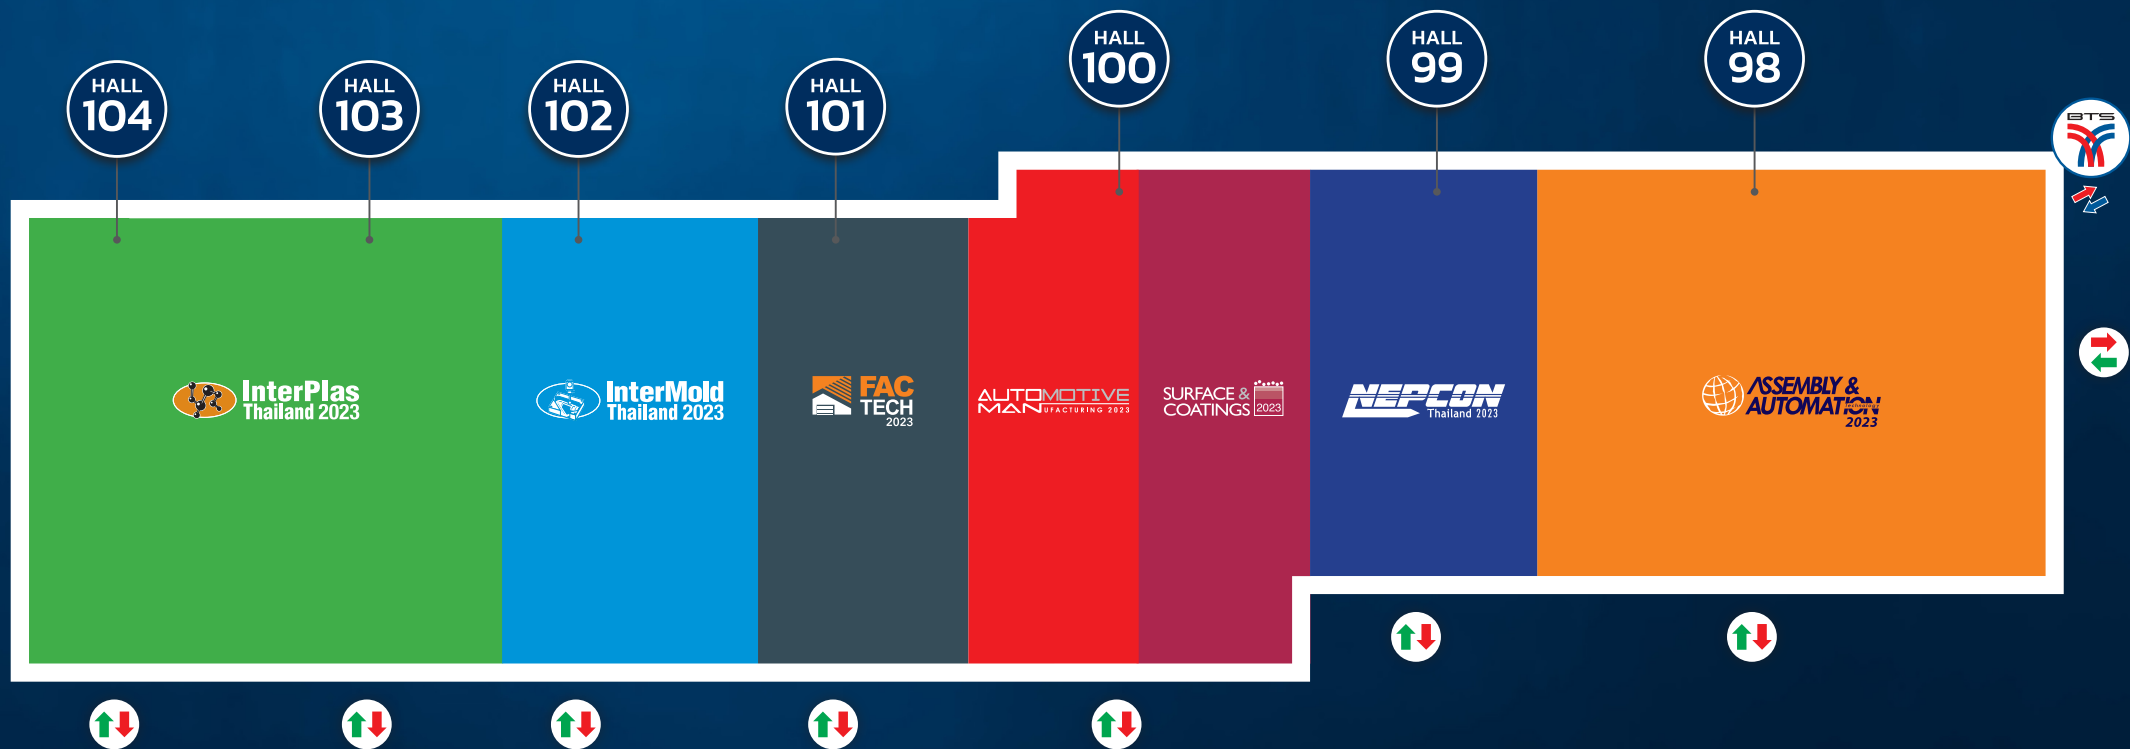 HALL
104
HALL
103
HALL
102
HALL
101
HALL
100
HALL
99
HALL
98
BTS
InterPlas
Thailand 2023
InterMold
Thailand 2023
FAC
TECH
2023
AUTOMOTIVE
MANUFACTURING 2023
SURFACE &
COATINGS 2023
NEPCON
Thailand 2023
ASSEMBLY &
AUTOMATION
Technology
2023